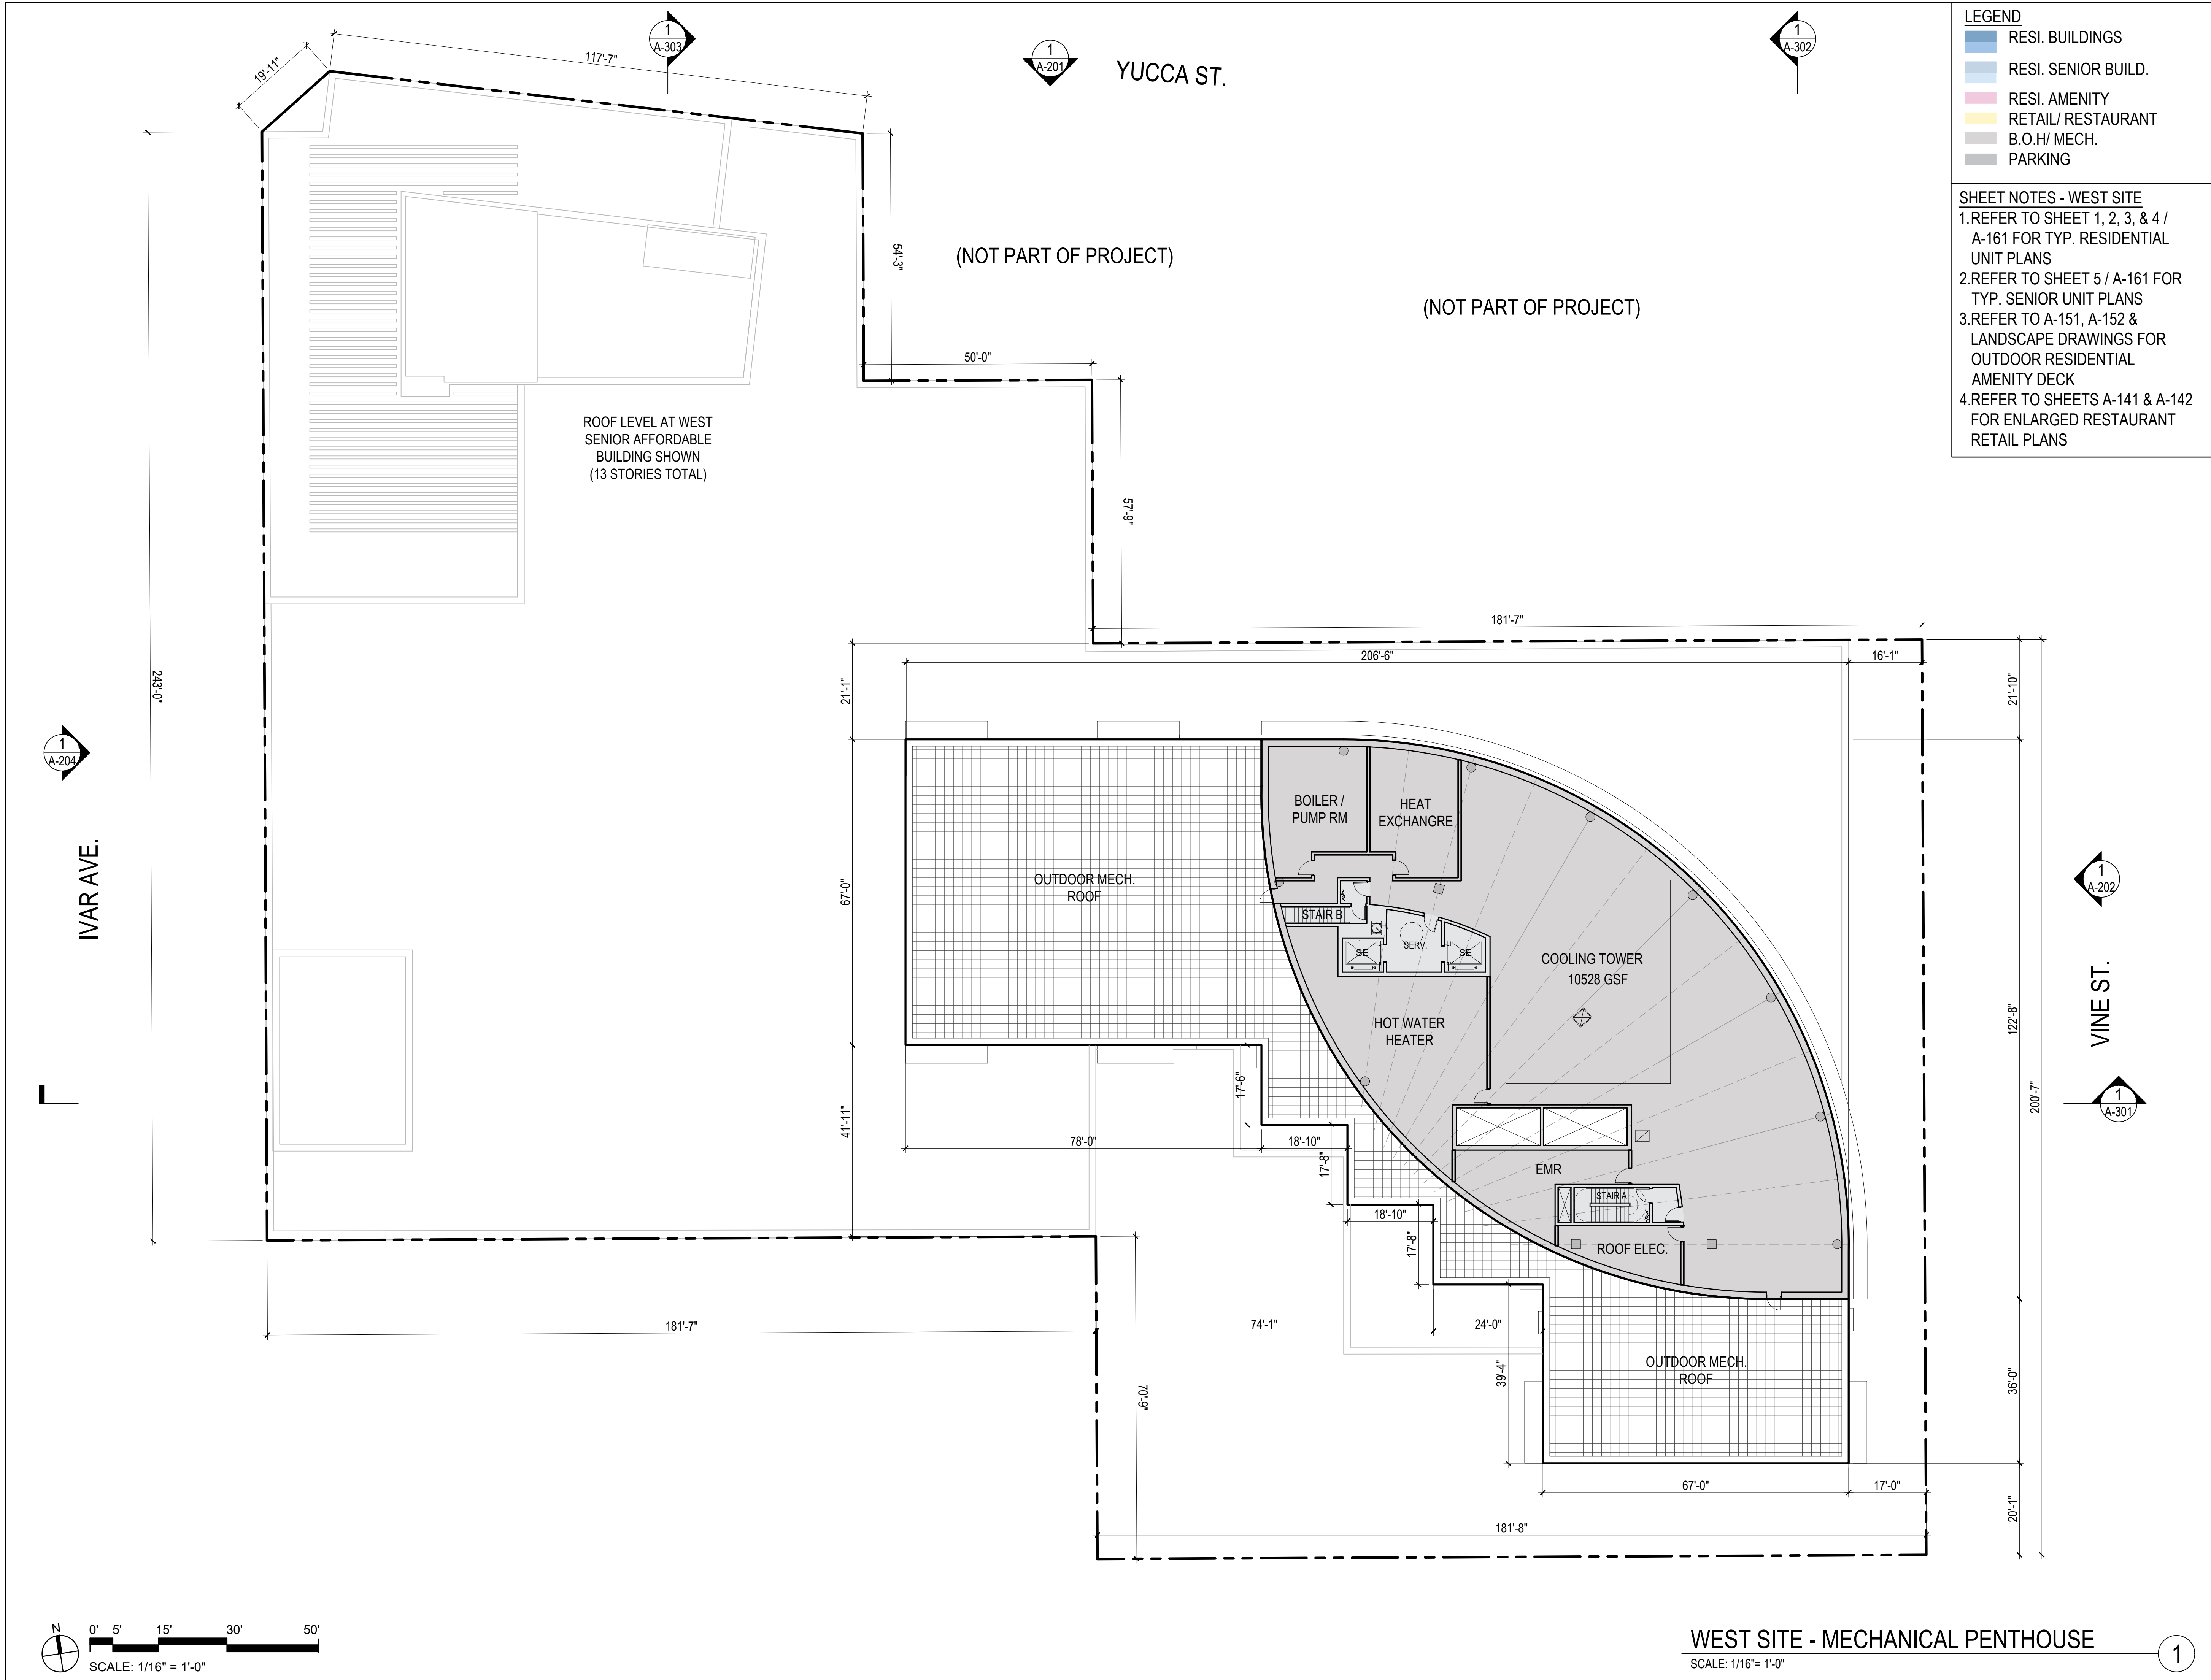 LEGEND
RESI. BUILDINGS
RESI. SENIOR BUILD.
RESI. AMENITY
RETAIL/ RESTAURANT
B.O.H/ MECH.
PARKING
SHEET NOTES - WEST SITE
1.REFER TO SHEET 1, 2, 3, & 4 /
A-161 FOR TYP. RESIDENTIAL
UNIT PLANS
2.REFER TO SHEET 5 / A-161 FOR
TYP. SENIOR UNIT PLANS
3.REFER TO A-151, A-152 &
LANDSCAPE DRAWINGS FOR
OUTDOOR RESIDENTIAL
AMENITY DECK
4.REFER TO SHEETS A-141 & A-142
FOR ENLARGED RESTAURANT
RETAIL PLANS
1
A-303
1
A-201
YUCCA ST.
1
A-302
19'-11"
117'-7"
54'-3"
(NOT PART OF PROJECT)
(NOT PART OF PROJECT)
50'-0"
ROOF LEVEL AT WEST
SENIOR AFFORDABLE
BUILDING SHOWN
(13 STORIES TOTAL)
57'-9"
181'-7"
206'-6"
16'-1"
243'-0"
21'-1"
21'-10"
1
A-204
IVAR AVE.
67'-0"
OUTDOOR MECH.
ROOF
BOILER /
PUMP RM
HEAT
EXCHANGRE
STAIR B
SE
SERV.
SE
COOLING TOWER
10528 GSF
HOT WATER
HEATER
1
A-202
VINE ST.
122'-8"
200'-7"
1
A-301
41'-11"
17'-6"
78'-0"
18'-10"
17'-8"
18'-10"
17'-8"
EMR
STAIR A
ROOF ELEC.
181'-7"
74'-1"
24'-0"
39'-4"
70'-9"
OUTDOOR MECH.
ROOF
36'-0"
67'-0"
17'-0"
20'-1"
181'-8"
N
0' 5' 15' 30' 50'
SCALE: 1/16" = 1'-0"
WEST SITE - MECHANICAL PENTHOUSE
SCALE: 1/16"= 1'-0"
1